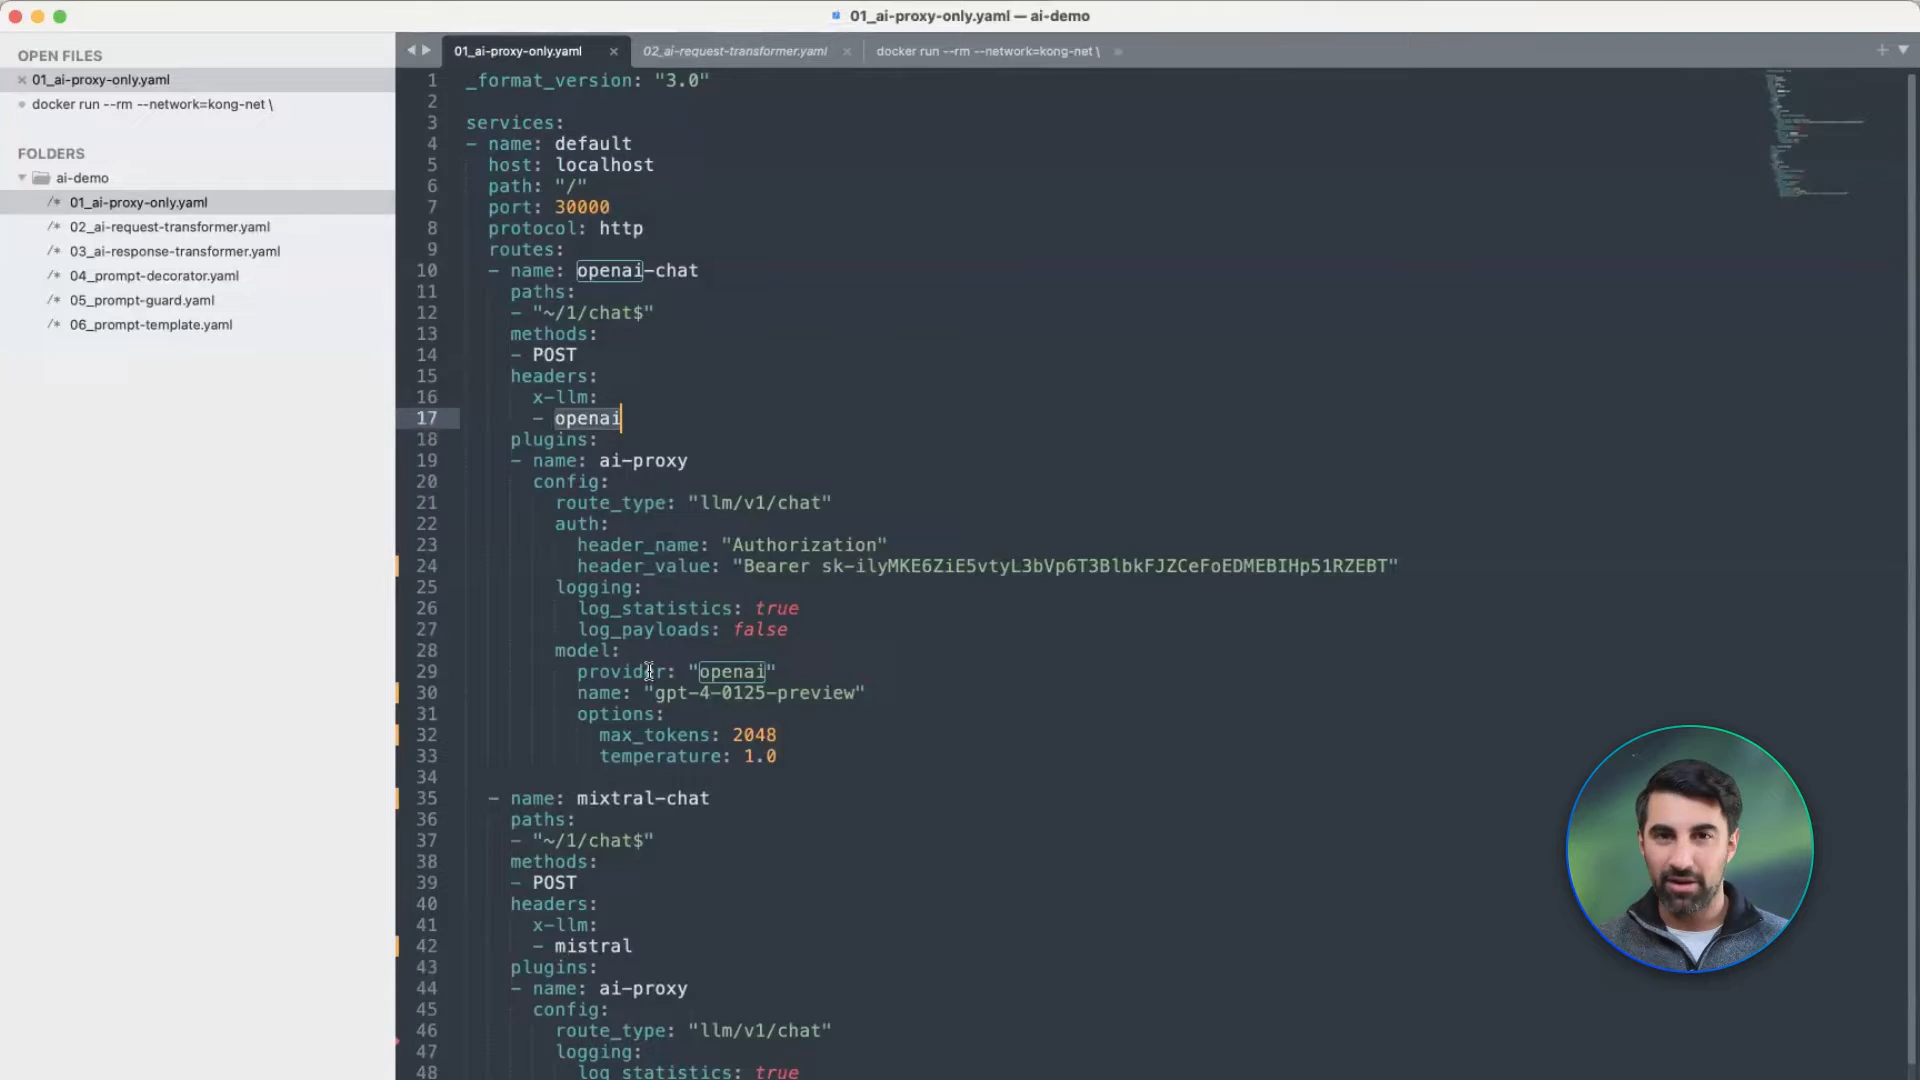 01_ai-proxy-only.yaml — ai-demo
OPEN FILES
01_ai-proxy-only.yaml
docker run --rm --network=kong-net \
FOLDERS
ai-demo
/* 01_ai-proxy-only.yaml
/* 02_ai-request-transformer.yaml
/* 03_ai-response-transformer.yaml
/* 04_prompt-decorator.yaml
/* 05_prompt-guard.yaml
/* 06_prompt-template.yaml
01_ai-proxy-only.yaml
02_ai-request-transformer.yaml
docker run --rm --network=kong-net \
1 _format_version: "3.0"
2
3 services:
4 - name: default
5 host: localhost
6 path: "/"
7 port: 30000
8 protocol: http
9 routes:
10 - name: openai-chat
11 paths:
12 - "~/1/chat$"
13 methods:
14 - POST
15 headers:
16 x-llm:
17 - openai
18 plugins:
19 - name: ai-proxy
20 config:
21 route_type: "llm/v1/chat"
22 auth:
23 header_name: "Authorization"
24 header_value: "Bearer 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"
25 logging:
26 log_statistics: true
27 log_payloads: false
28 model:
29 provider: "openai"
30 name: "gpt-4-0125-preview"
31 options:
32 max_tokens: 2048
33 temperature: 1.0
34
35 - name: mixtral-chat
36 paths:
37 - "~/1/chat$"
38 methods:
39 - POST
40 headers:
41 x-llm:
42 - mistral
43 plugins:
44 - name: ai-proxy
45 config:
46 route_type: "llm/v1/chat"
47 logging:
48 log_statistics: true